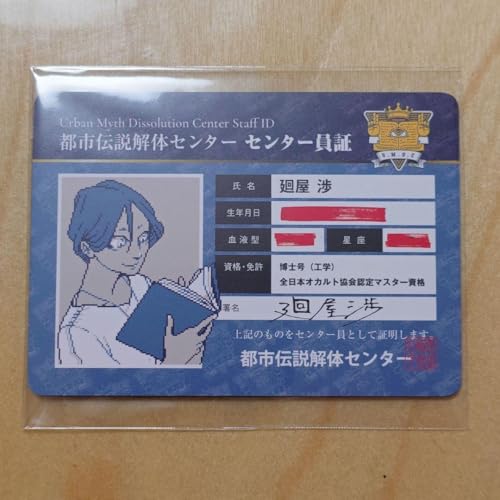 Urban Myth Dissolution Center Staff ID
都市伝説解体センター センター員証
U.M.D.C
氏 名 廻屋 渉
生年月日
血液型 星 座
資格・免許 博士号（工学）
全日本オカルト協会認定マスター資格
署名 廻屋渉
上記のものをセンター員として証明します。
都市伝説解体センター